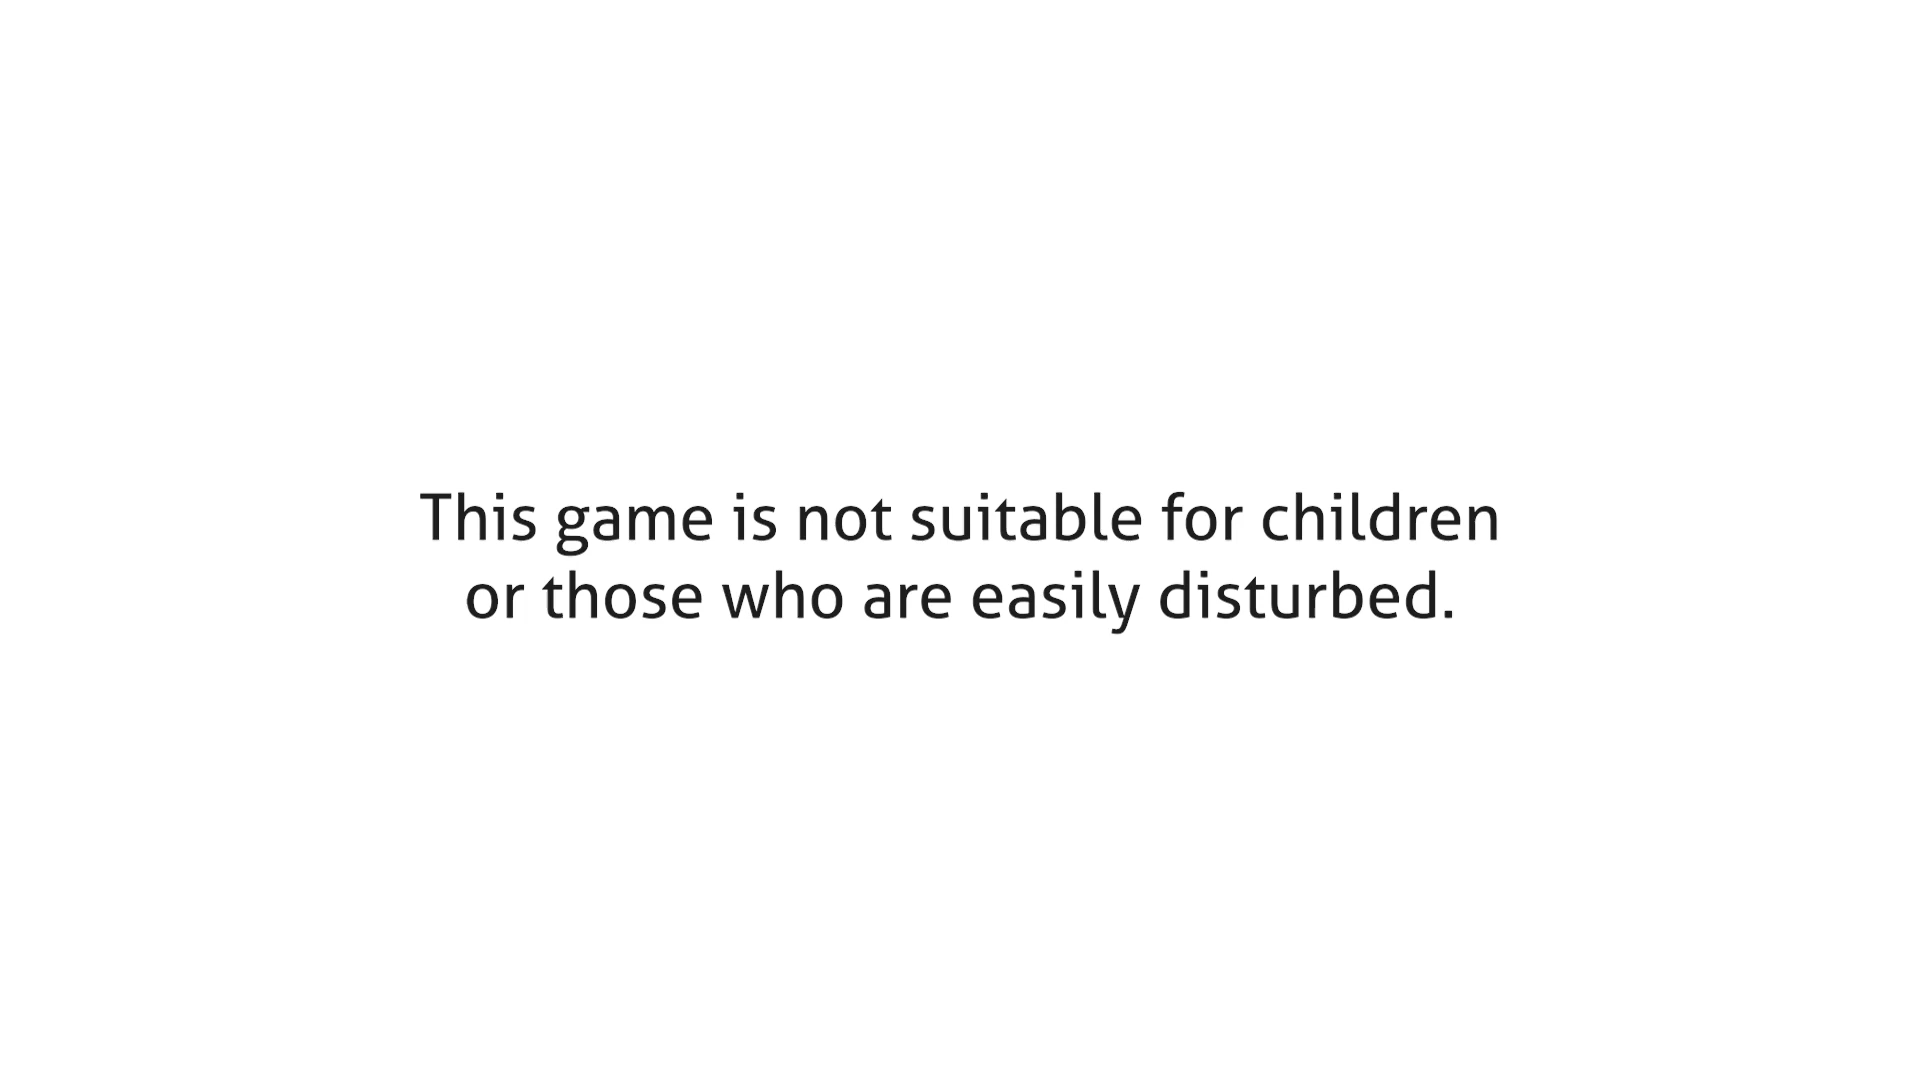 This game is not suitable for children
or those who are easily disturbed.